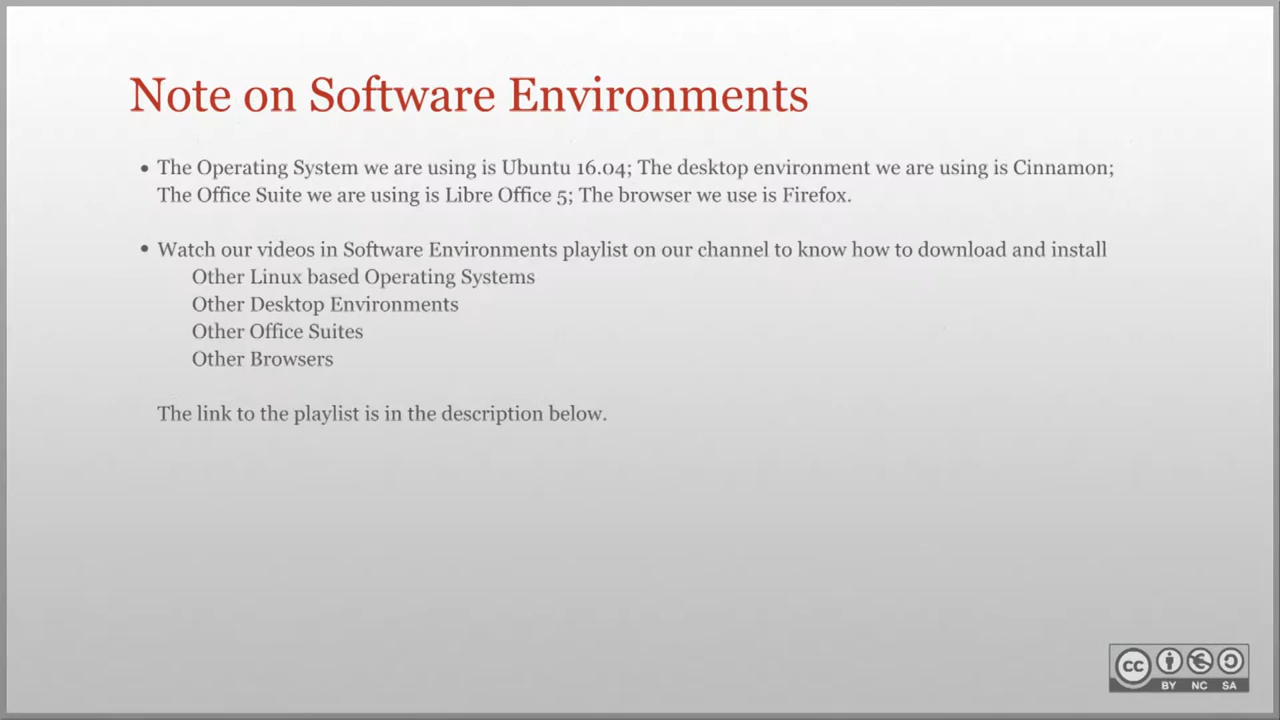 Note on Software Environments
• The Operating System we are using is Ubuntu 16.04; The desktop environment we are using is Cinnamon;
The Office Suite we are using is Libre Office 5; The browser we use is Firefox.
• Watch our videos in Software Environments playlist on our channel to know how to download and install
Other Linux based Operating Systems
Other Desktop Environments
Other Office Suites
Other Browsers
The link to the playlist is in the description below.
cc
BY NC SA